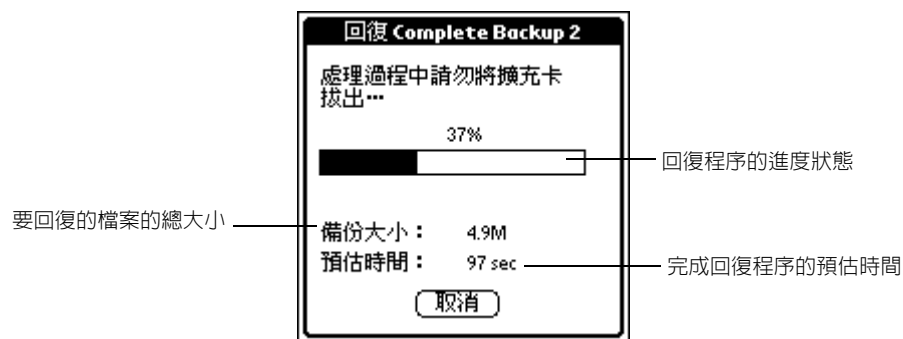 回復 Complete Backup 2
處理過程中請勿將擴充卡
拔出…
37%
回復程序的進度狀態
要回復的檔案的總大小
備份大小： 4.9M
預估時間： 97 sec
完成回復程序的預估時間
取消